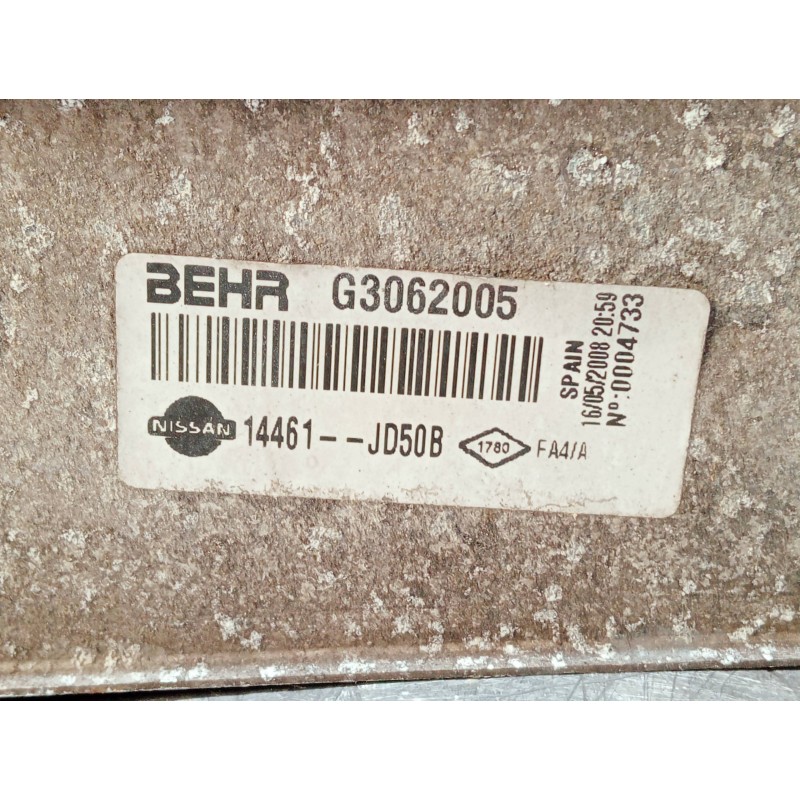 BEHR G3062005
NISSAN 14461--JD50B 1780 FA4/A
SPAIN
16/05/2008 20:59
Nº:0004733